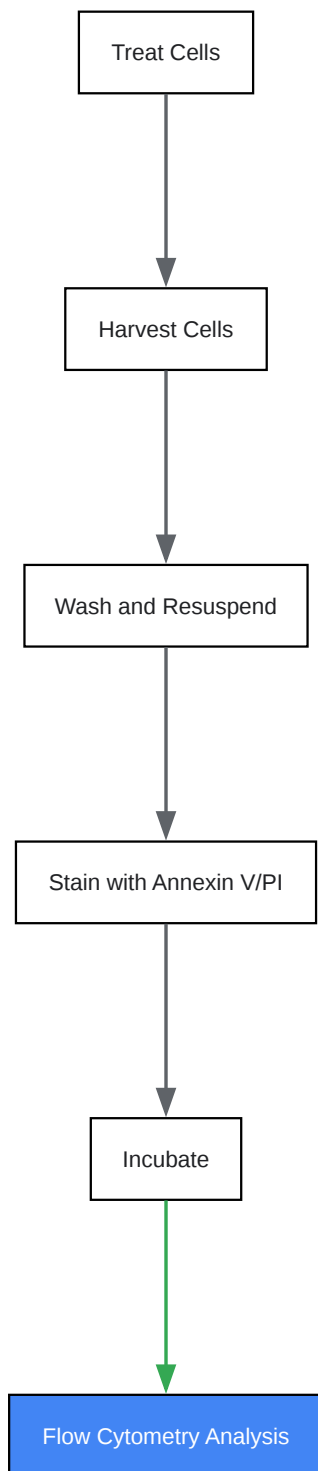 Treat Cells
Harvest Cells
Wash and Resuspend
Stain with Annexin V/PI
Incubate
Flow Cytometry Analysis